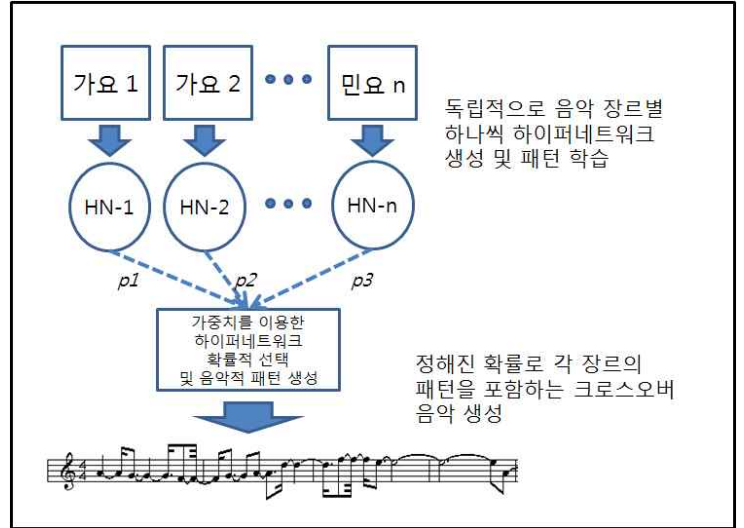 가요 1
가요 2
민요 n
독립적으로 음악 장르별
하나씩 하이퍼네트워크
생성 및 패턴 학습
HN-1
HN-2
HN-n
p1
p2
p3
가중치를 이용한
하이퍼네트워크
확률적 선택
및 음악적 패턴 생성
정해진 확률로 각 장르의
패턴을 포함하는 크로스오버
음악 생성
4
4